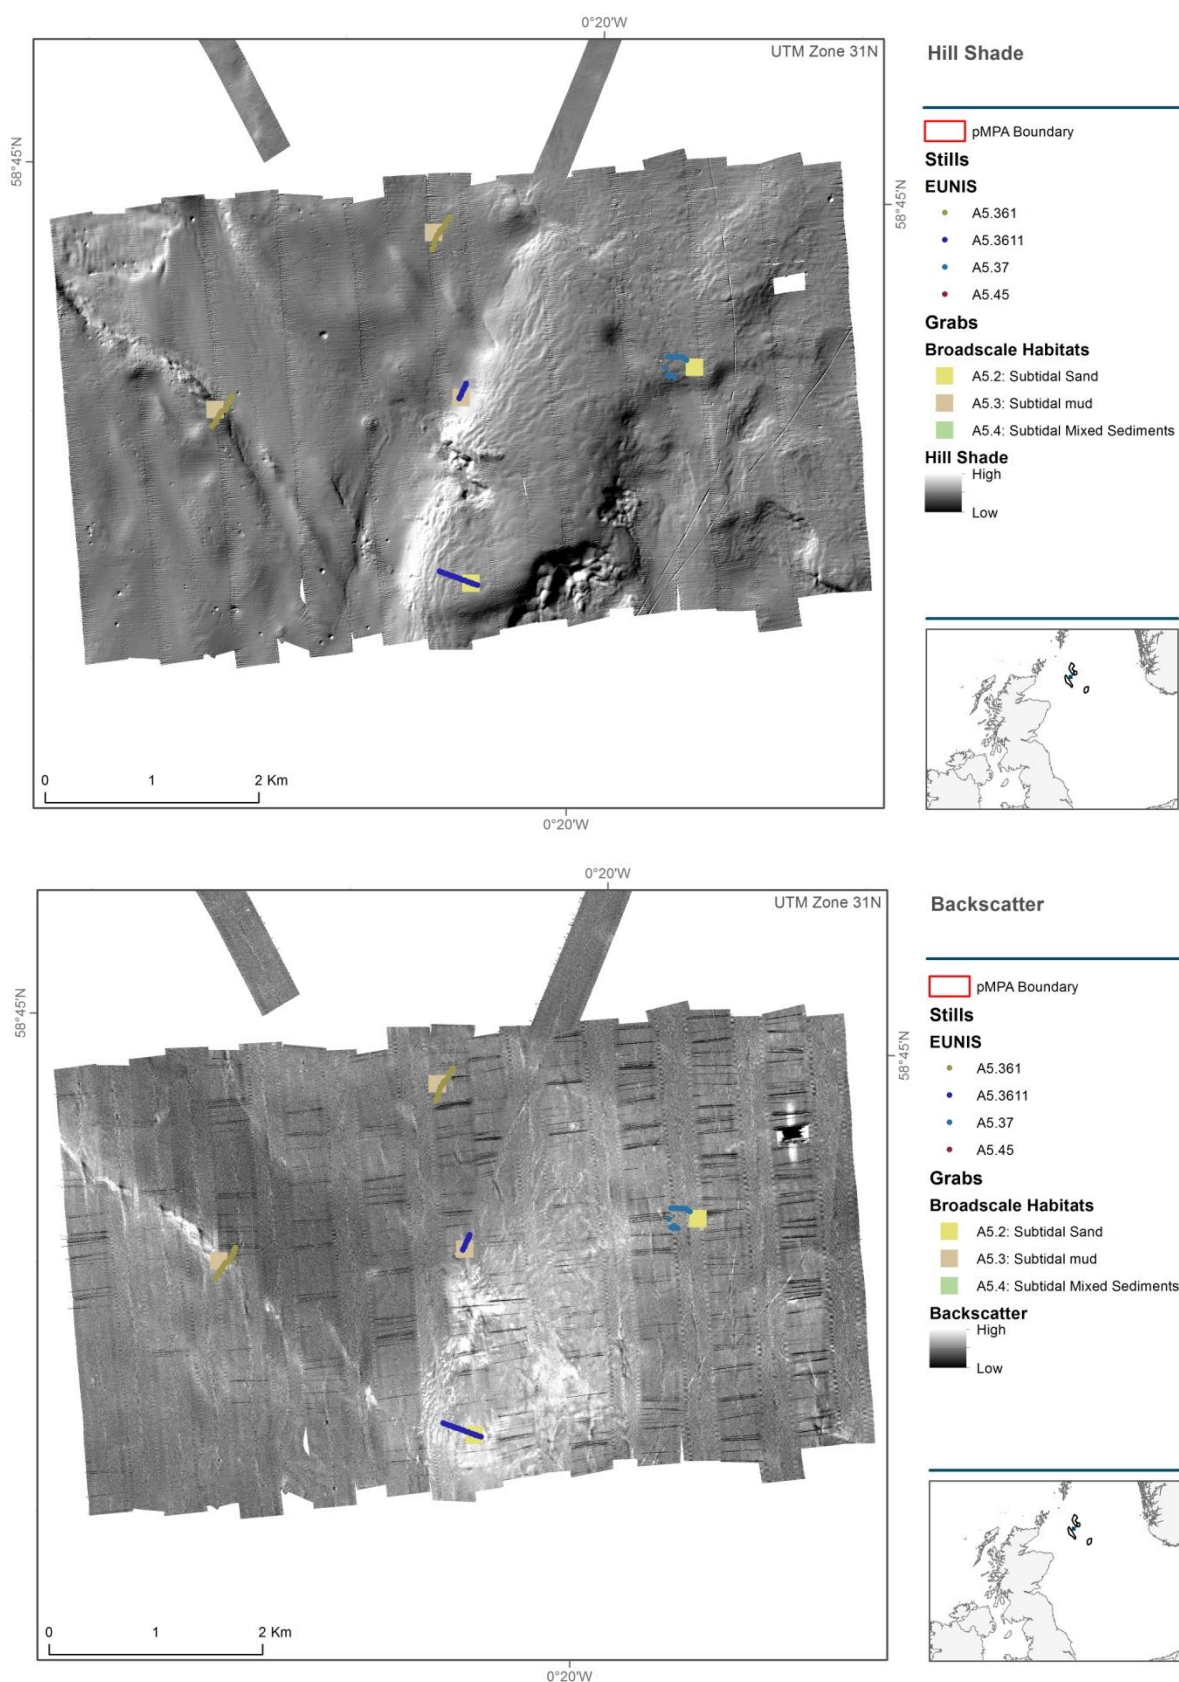 0°20'W
UTM Zone 31N
58°45'N
58°45'N
0
1
2 Km
0°20'W
Hill Shade
pMPA Boundary
Stills
EUNIS
A5.361
A5.3611
A5.37
A5.45
Grabs
Broadscale Habitats
A5.2: Subtidal Sand
A5.3: Subtidal mud
A5.4: Subtidal Mixed Sediments
Hill Shade
High
Low
0°20'W
UTM Zone 31N
58°45'N
58°45'N
0
1
2 Km
0°20'W
Backscatter
pMPA Boundary
Stills
EUNIS
A5.361
A5.3611
A5.37
A5.45
Grabs
Broadscale Habitats
A5.2: Subtidal Sand
A5.3: Subtidal mud
A5.4: Subtidal Mixed Sediments
Backscatter
High
Low